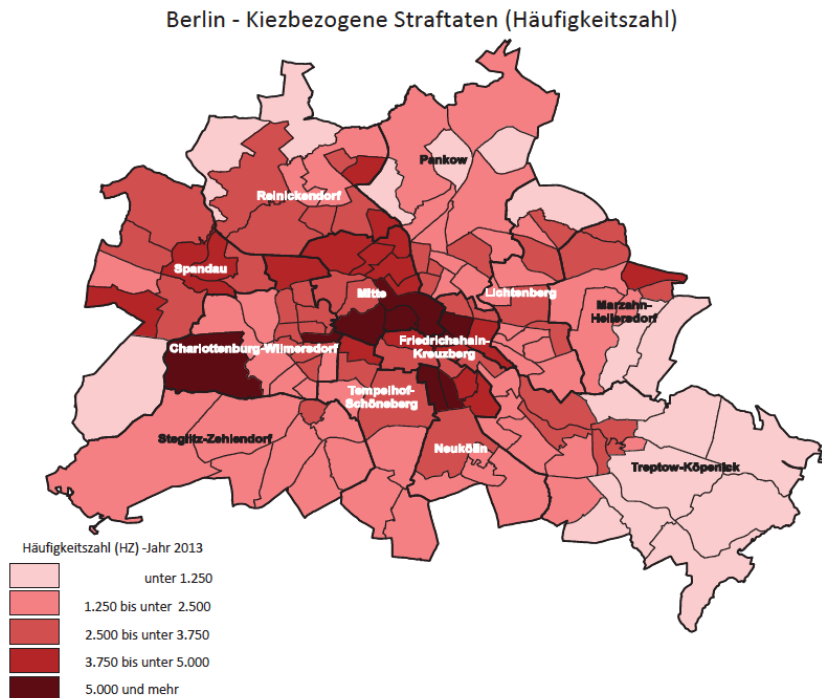 Berlin - Kiezbezogene Straftaten (Häufigkeitszahl)
Pankow
Reinickendorf
Spandau
Mitte
Lichtenberg
Marzahn-
Hellersdorf
Charlottenburg-Wilmersdorf
Friedrichshain-
Kreuzberg
Tempelhof-
Schöneberg
Steglitz-Zehlendorf
Neukölln
Treptow-Köpenick
Häufigkeitszahl (HZ) -Jahr 2013
unter 1.250
1.250 bis unter 2.500
2.500 bis unter 3.750
3.750 bis unter 5.000
5.000 und mehr